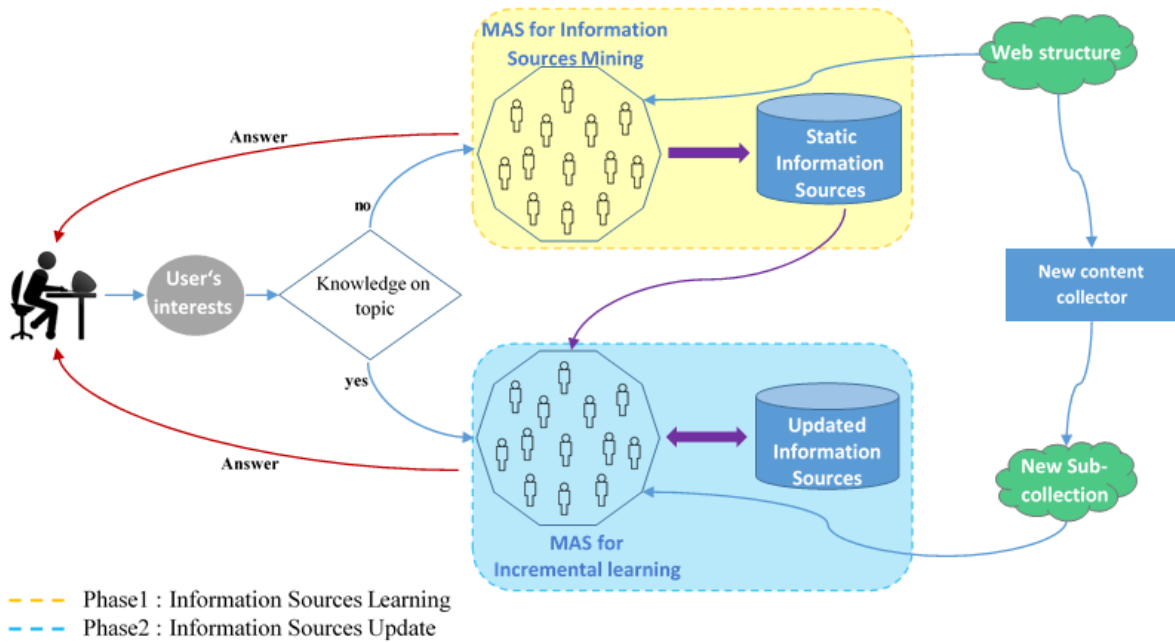 MAS for Information
Sources Mining
Web structure
Static
Information
Sources
Answer
no
User's
interests
Knowledge on
topic
New content
collector
yes
Answer
Updated
Information
Sources
New Sub-
collection
MAS for
Incremental learning
Phase1 : Information Sources Learning
Phase2 : Information Sources Update